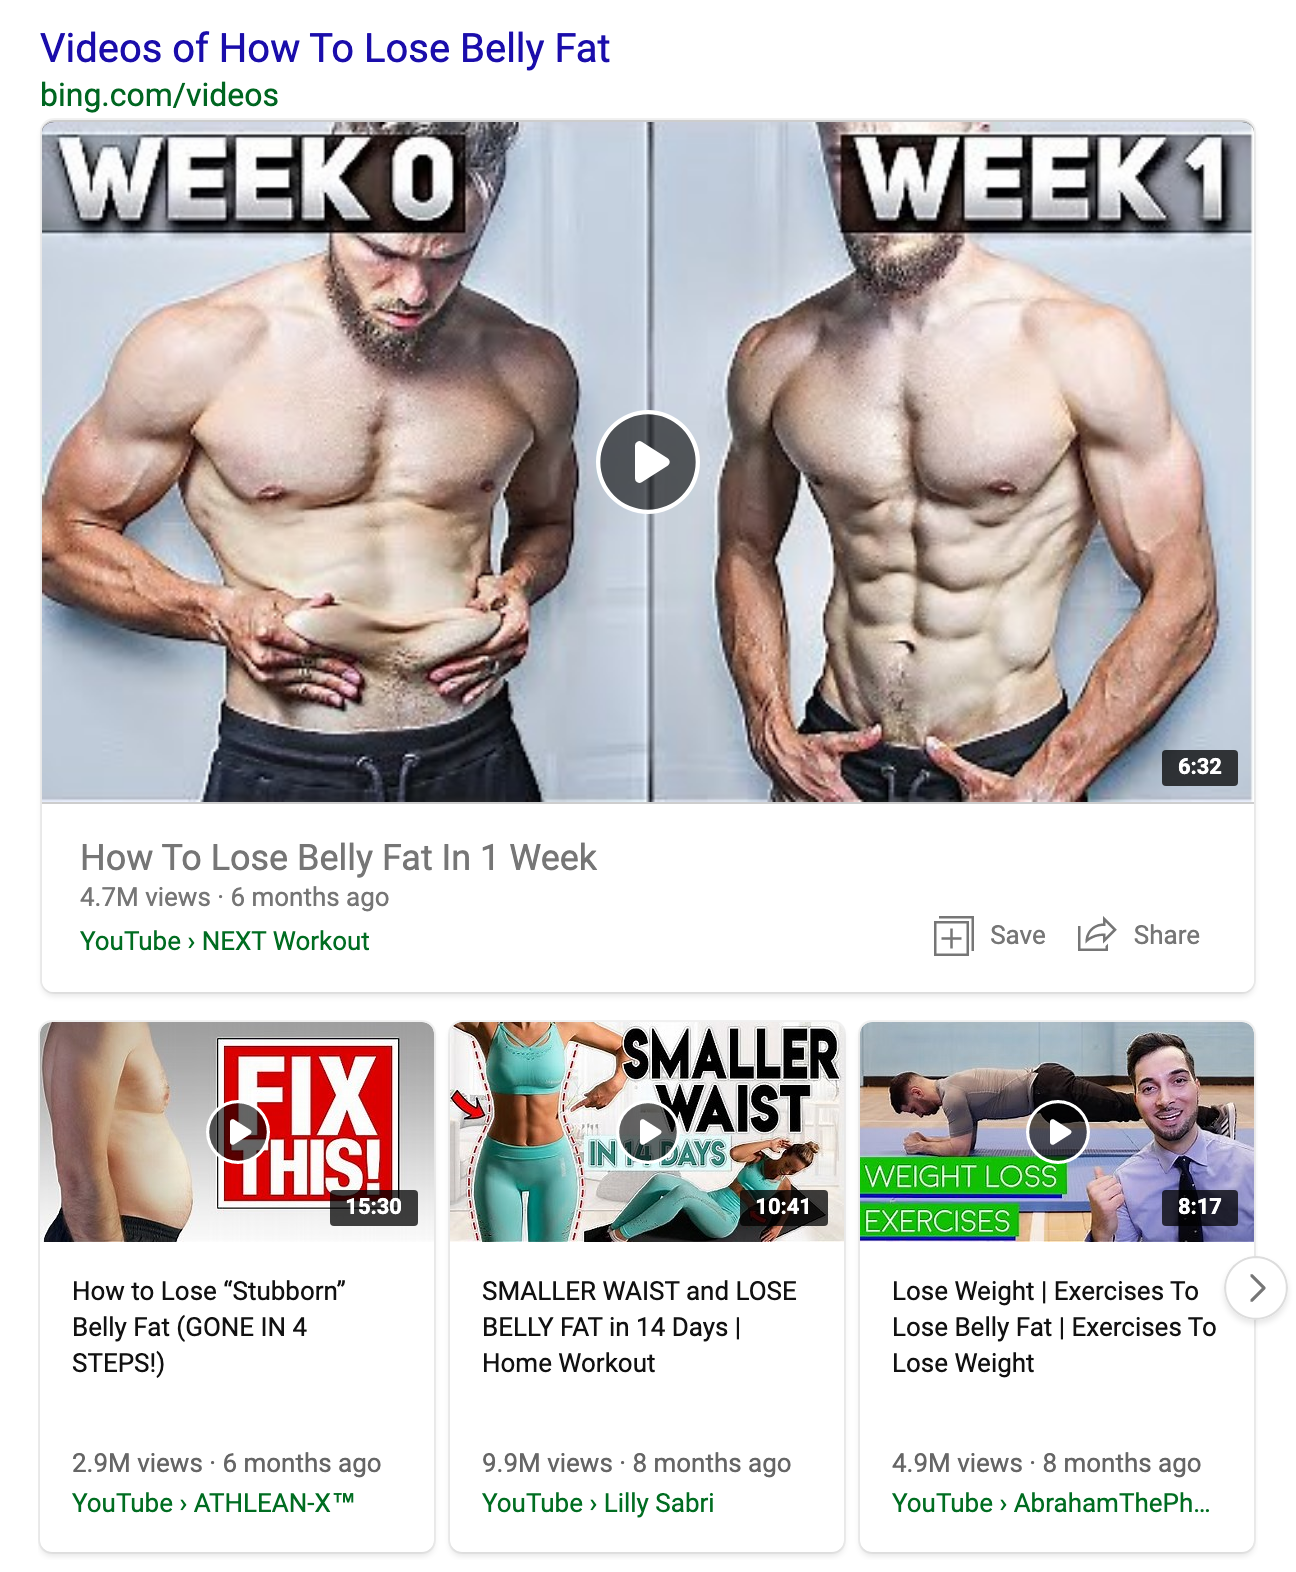 Videos of How To Lose Belly Fat
bing.com/videos
WEEK 0
WEEK 1
6:32
How To Lose Belly Fat In 1 Week
4.7M views · 6 months ago
YouTube › NEXT Workout
Save
Share
FIX
THIS!
15:30
How to Lose “Stubborn”
Belly Fat (GONE IN 4
STEPS!)
2.9M views · 6 months ago
YouTube › ATHLEAN-X™
SMALLER
WAIST
IN 14 DAYS
10:41
SMALLER WAIST and LOSE
BELLY FAT in 14 Days |
Home Workout
9.9M views · 8 months ago
YouTube › Lilly Sabri
WEIGHT LOSS
EXERCISES
8:17
Lose Weight | Exercises To
Lose Belly Fat | Exercises To
Lose Weight
4.9M views · 8 months ago
YouTube › AbrahamThePh...